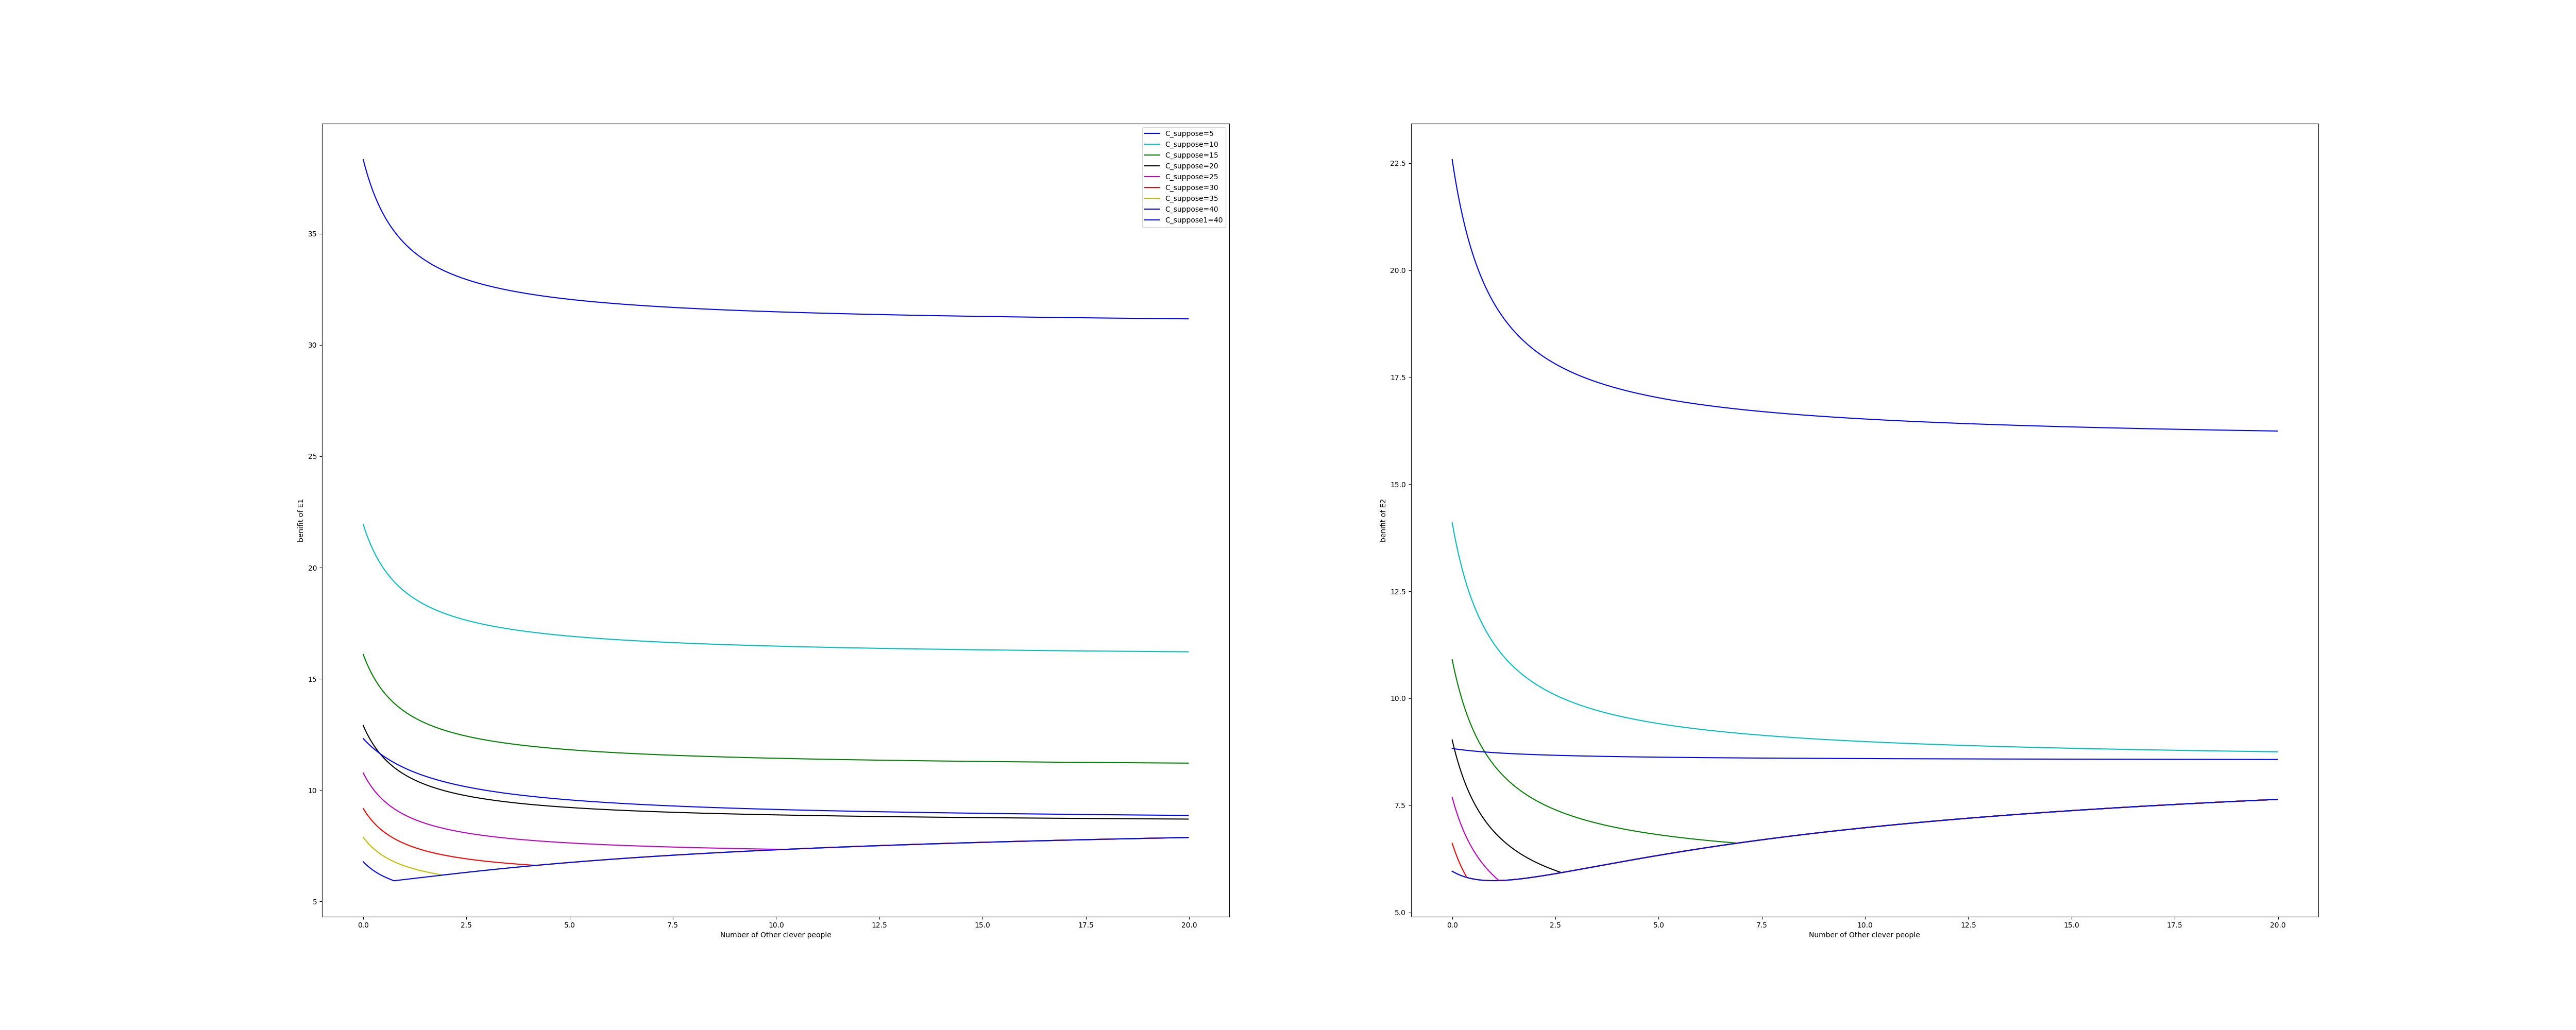 C_suppose=5
C_suppose=10
C_suppose=15
C_suppose=20
C_suppose=25
C_suppose=30
C_suppose=35
C_suppose=40
C_suppose1=40
35
30
25
20
15
10
5
benifit of E1
0.0 2.5 5.0 7.5 10.0 12.5 15.0 17.5 20.0
Number of Other clever people
22.5
20.0
17.5
15.0
12.5
10.0
7.5
5.0
benifit of E2
0.0 2.5 5.0 7.5 10.0 12.5 15.0 17.5 20.0
Number of Other clever people